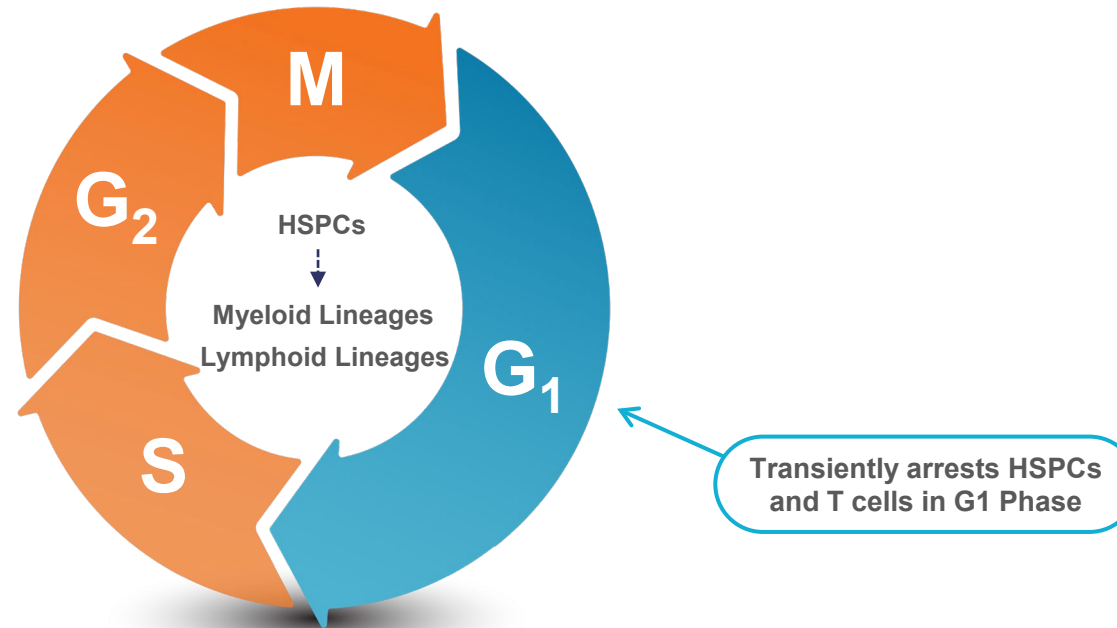 M
G₂
HSPCs
Myeloid Lineages
Lymphoid Lineages
G₁
S
Transiently arrests HSPCs
and T cells in G1 Phase